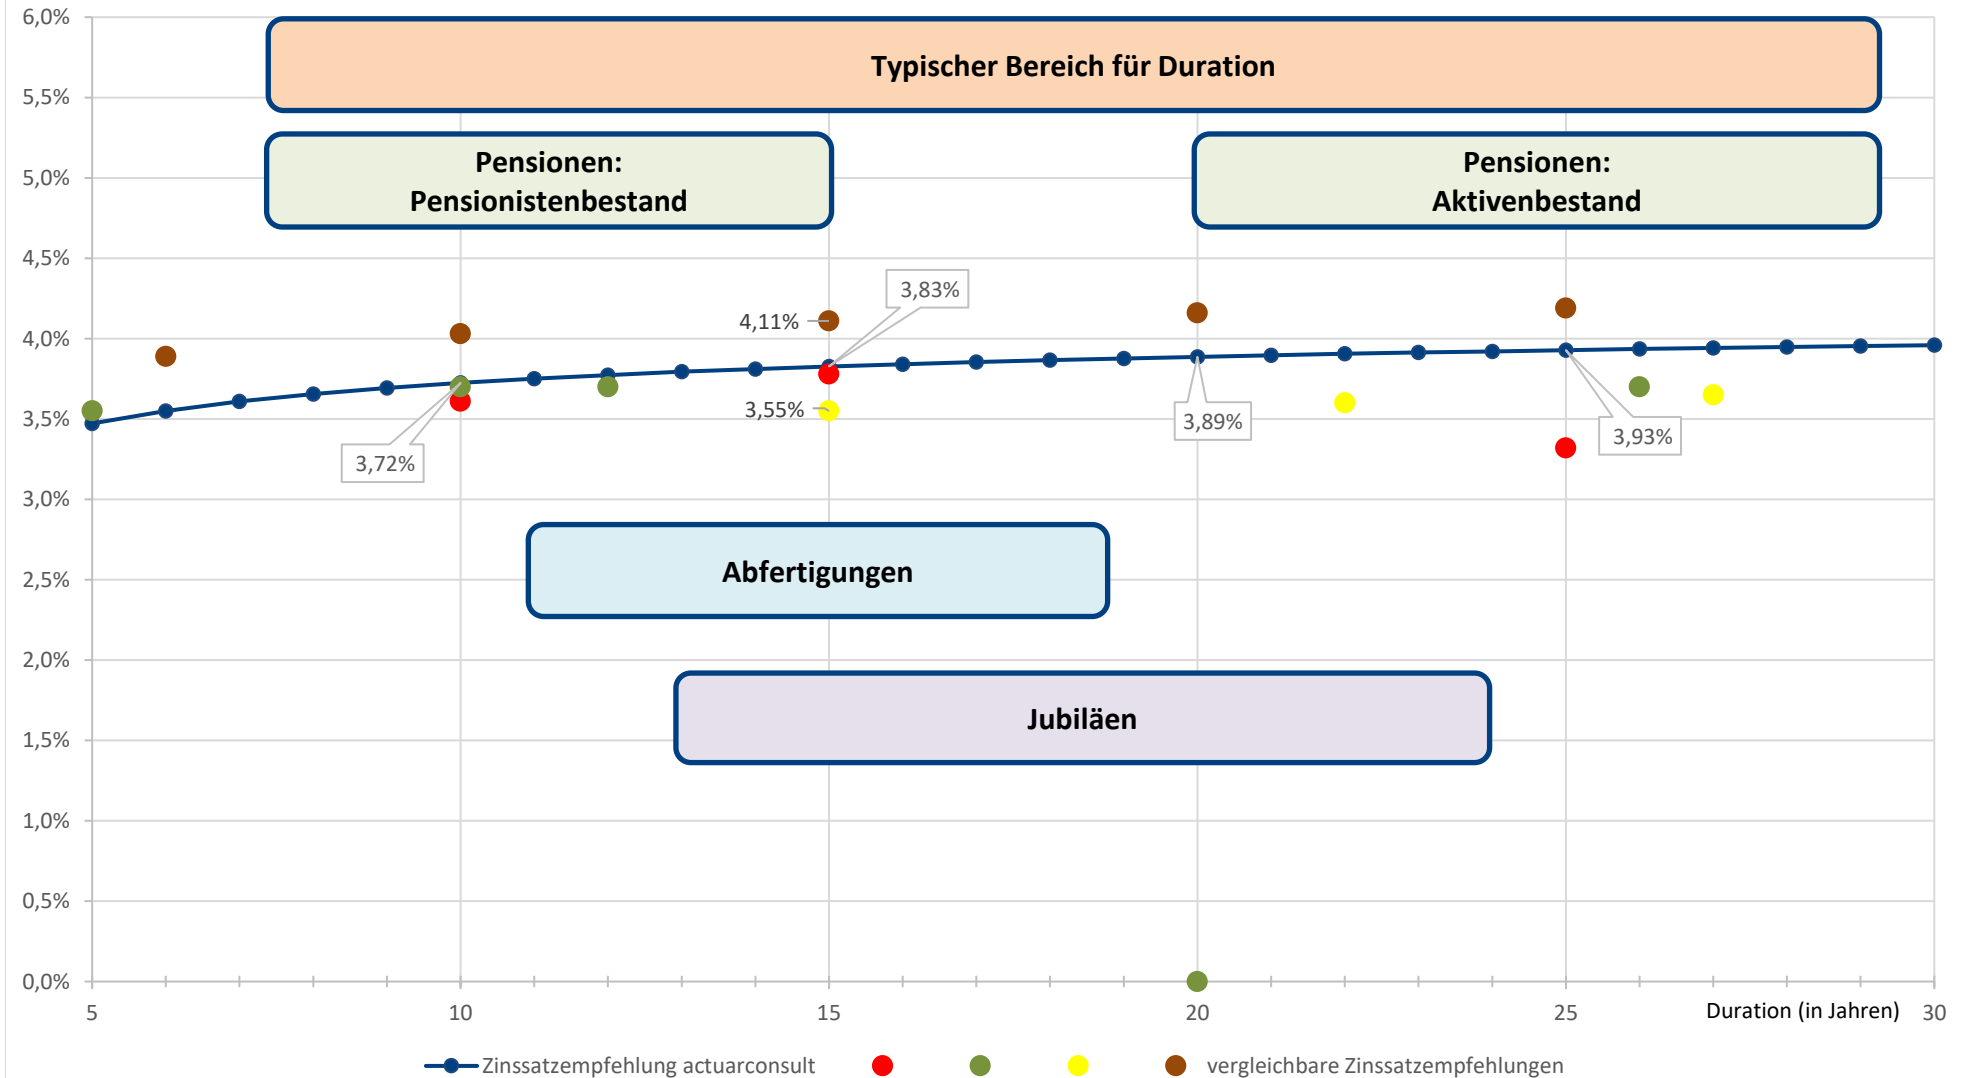 6,0%
Typischer Bereich für Duration
5,5%
Pensionen:
Pensionistenbestand
Pensionen:
Aktivenbestand
5,0%
4,5%
3,83%
4,11%
4,0%
3,55%
3,5%
3,89%
3,93%
3,72%
3,0%
Abfertigungen
2,5%
2,0%
Jubiläen
1,5%
1,0%
0,5%
0,0%
5
10
15
20
25
Duration (in Jahren)
30
Zinssatzempfehlung actuarconsult
vergleichbare Zinssatzempfehlungen